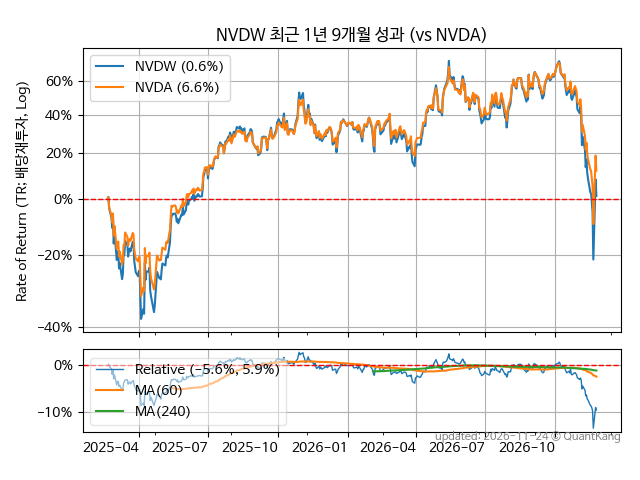 NVDW 최근 1년 9개월 성과 (vs NVDA)
Rate of Return (TR: 배당재투자, Log)
NVDW (0.6%)
NVDA (6.6%)
60%
40%
20%
0%
−20%
−40%
0%
−10%
Relative (−5.6%, 5.9%)
MA(60)
MA(240)
2025−04 2025−07 2025−10 2026−01 2026−04 2026−07 2026−10
updated: 2026−11−24 © QuantKang